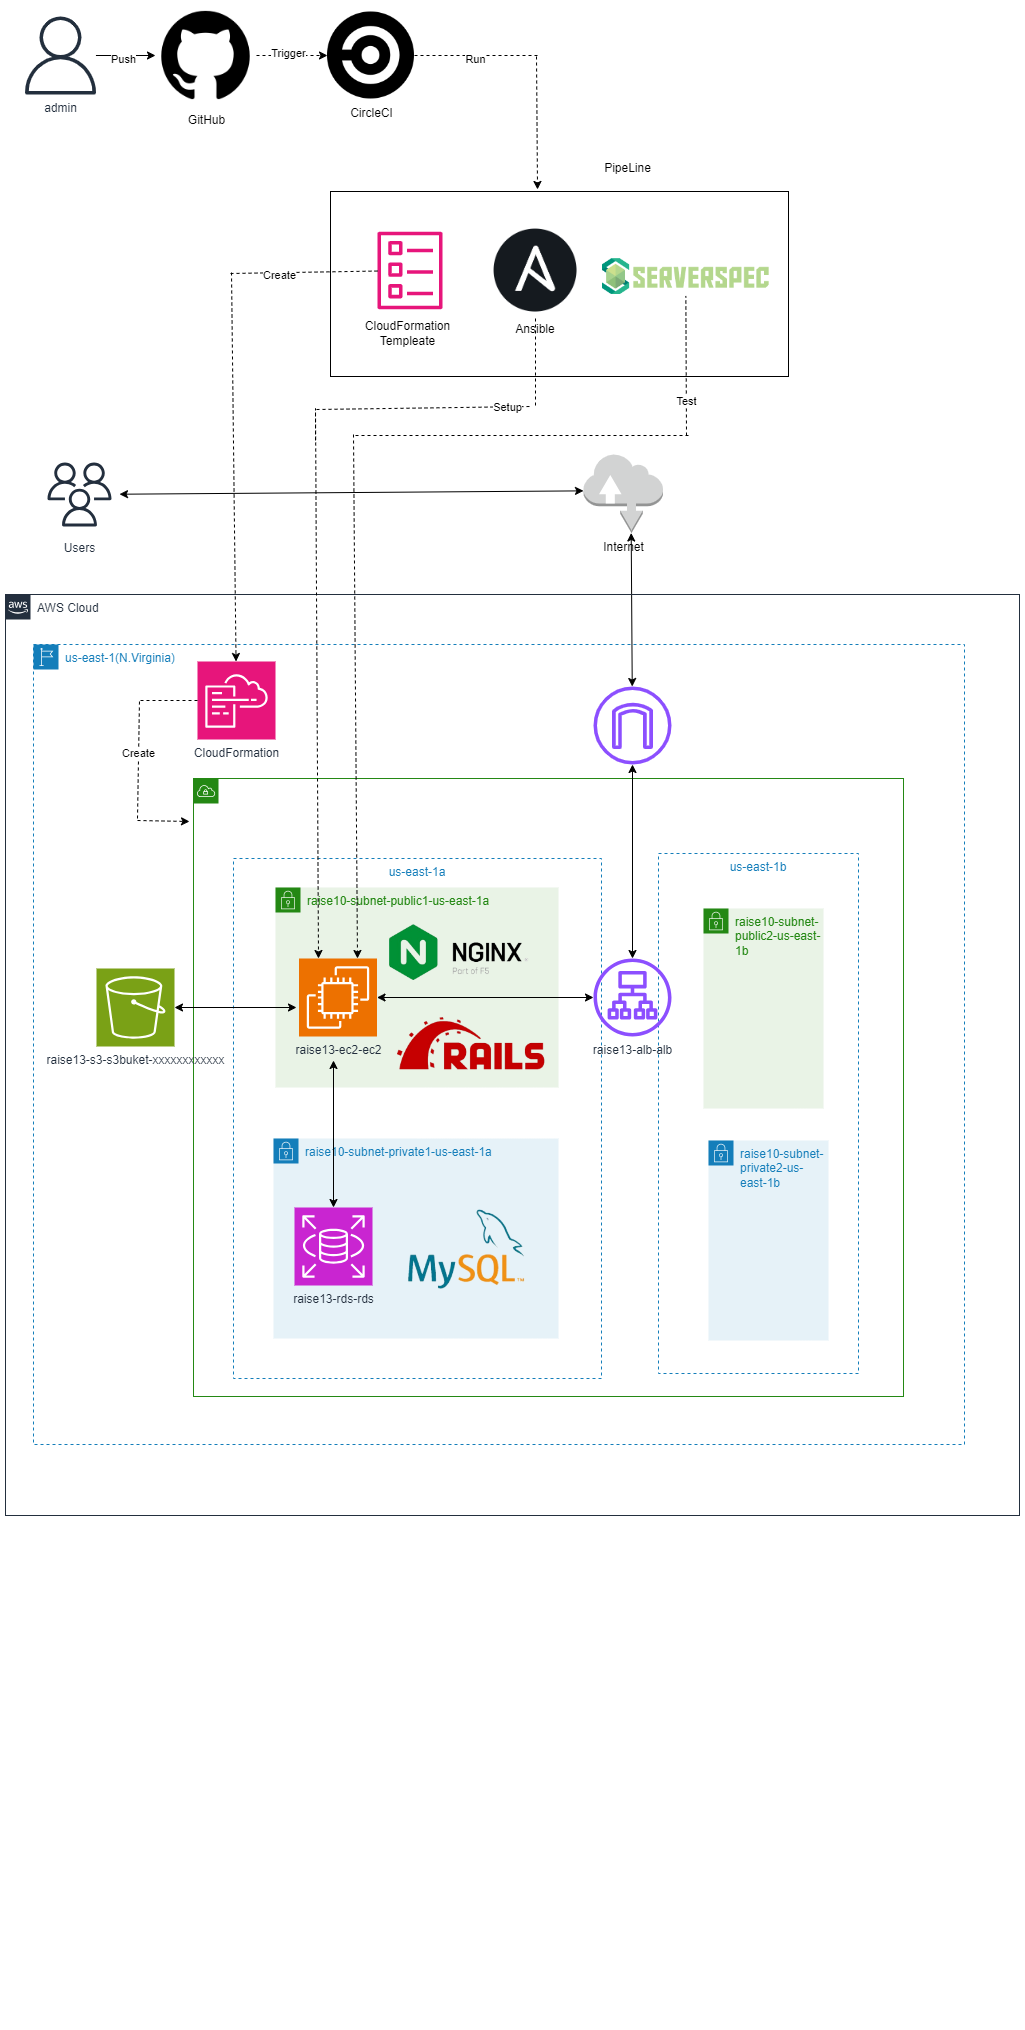 Push
Trigger
Run
admin
GitHub
CircleCI
PipeLine
Create
SERVERSPEC
CloudFormation
Templeate
Ansible
Setup
Test
Users
Internet
aws
AWS Cloud
us-east-1(N.Virginia)
Create
CloudFormation
us-east-1a
us-east-1b
raise10-subnet-public1-us-east-1a
raise10-subnet-
public2-us-east-
1b
N
NGINX
Part of F5
raise13-ec2-ec2
RAILS
raise13-alb-alb
raise13-s3-s3buket-xxxxxxxxxxxx
raise10-subnet-private1-us-east-1a
raise10-subnet-
private2-us-
east-1b
MySQL™
raise13-rds-rds